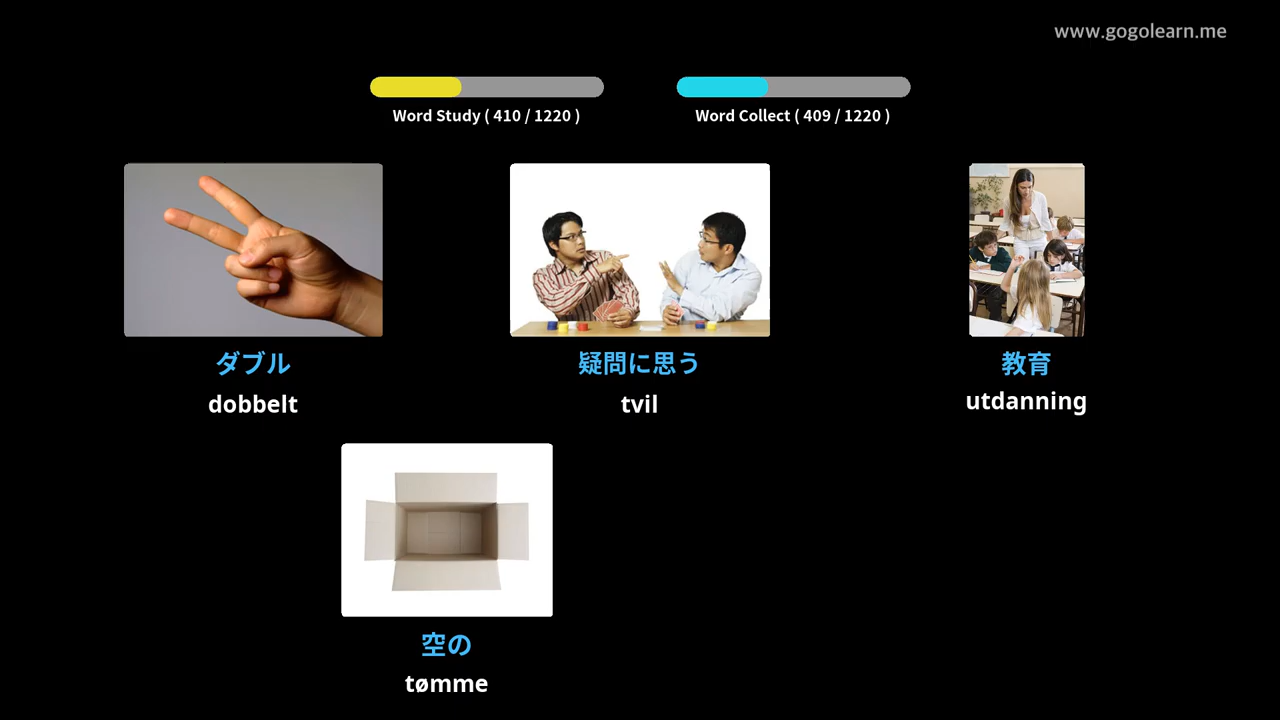 www.gogolearn.me
Word Study ( 410 / 1220 )
Word Collect ( 409 / 1220 )
ダブル
dobbelt
疑問に思う
tvil
教育
utdanning
空の
tømme